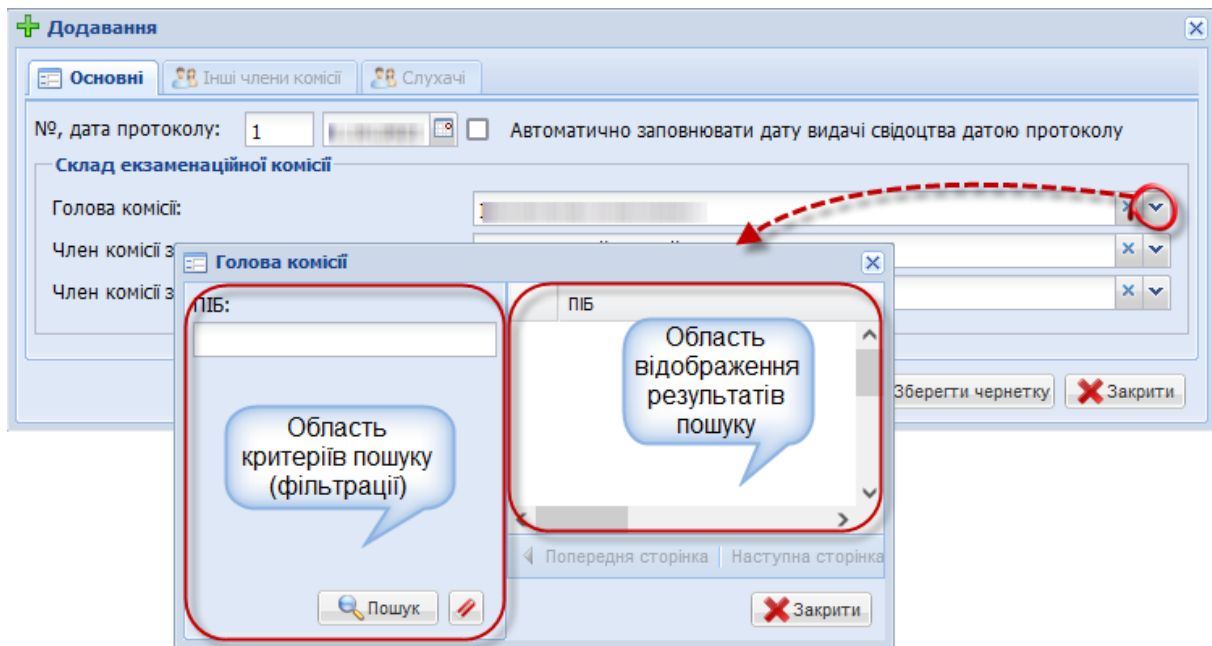 Додавання
Основні Інші члени комісії Слухачі
№, дата протоколу: 1 Автоматично заповнювати дату видачі свідоцтва датою протоколу
Склад екзаменаційної комісії
Голова комісії:
Член комісії з
Член комісії з
Голова комісії
ПІБ:
ПІБ
Область
відображення
результатів
пошуку
Область
критеріїв пошуку
(фільтрації)
Зберегти чернетку Закрити
Попередня сторінка Наступна сторінка
Пошук
Закрити